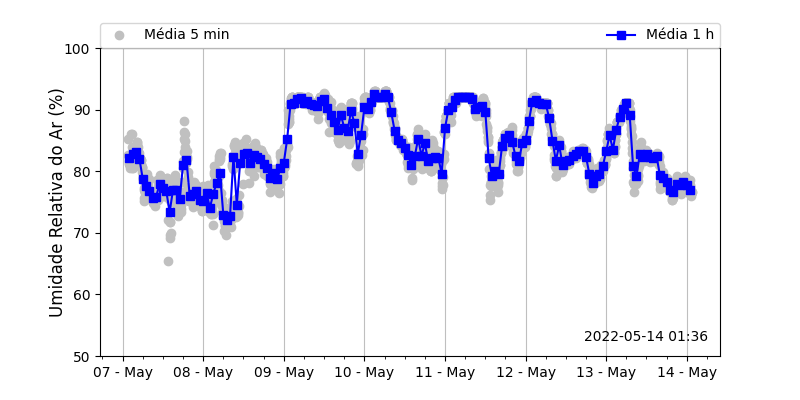 Média 5 min
Média 1 h
Umidade Relativa do Ar (%)
100
90
80
70
60
50
2022-05-14 01:36
07 - May
08 - May
09 - May
10 - May
11 - May
12 - May
13 - May
14 - May